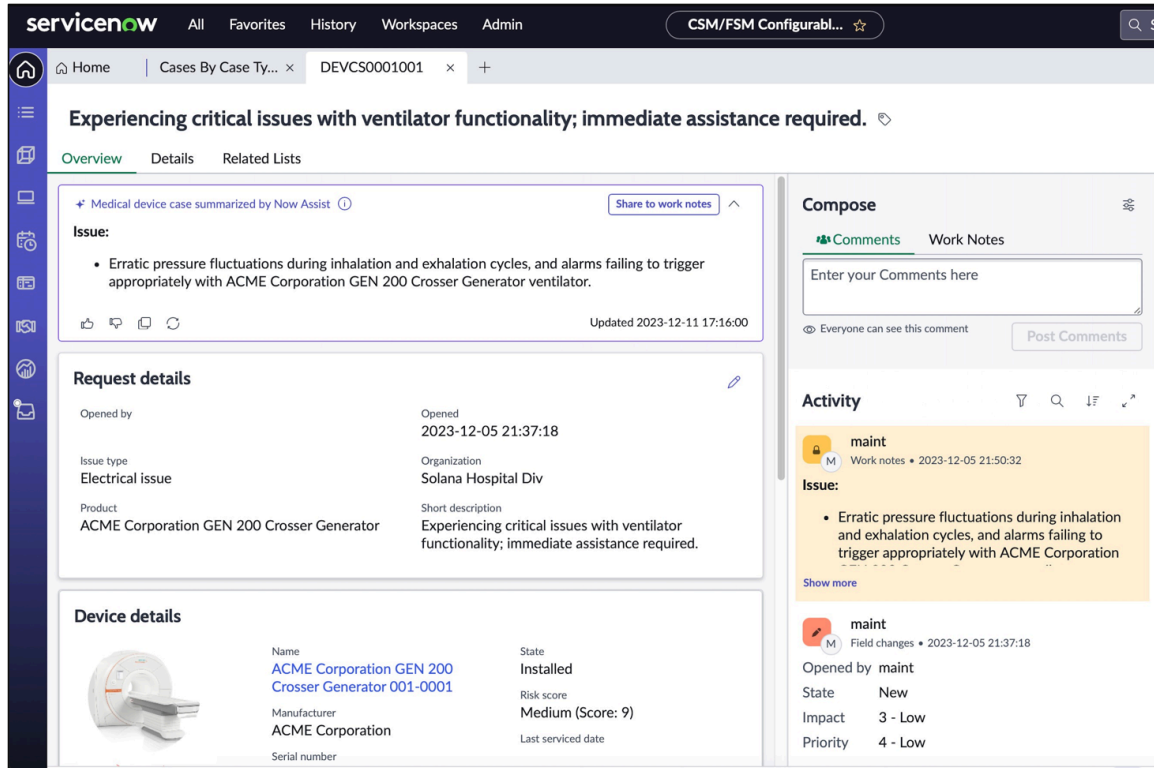 servicenow All Favorites History Workspaces Admin CSM/FSM Configurabl...
Home Cases By Case Ty... × DEVCS0001001 × +
Experiencing critical issues with ventilator functionality; immediate assistance required.
Overview Details Related Lists
Medical device case summarized by Now Assist
Share to work notes
Issue:
• Erratic pressure fluctuations during inhalation and exhalation cycles, and alarms failing to trigger
appropriately with ACME Corporation GEN 200 Crosser Generator ventilator.
Updated 2023-12-11 17:16:00
Request details
Opened by
Opened
2023-12-05 21:37:18
Issue type
Electrical issue
Organization
Solana Hospital Div
Product
ACME Corporation GEN 200 Crosser Generator
Short description
Experiencing critical issues with ventilator
functionality; immediate assistance required.
Device details
Name
ACME Corporation GEN 200
Crosser Generator 001-0001
Manufacturer
ACME Corporation
Serial number
State
Installed
Risk score
Medium (Score: 9)
Last serviced date
Compose
Comments Work Notes
Enter your Comments here
Everyone can see this comment
Post Comments
Activity
maint
M Work notes • 2023-12-05 21:50:32
Issue:
• Erratic pressure fluctuations during inhalation
and exhalation cycles, and alarms failing to
trigger appropriately with ACME Corporation
Show more
maint
M Field changes • 2023-12-05 21:37:18
Opened by maint
State New
Impact 3 - Low
Priority 4 - Low